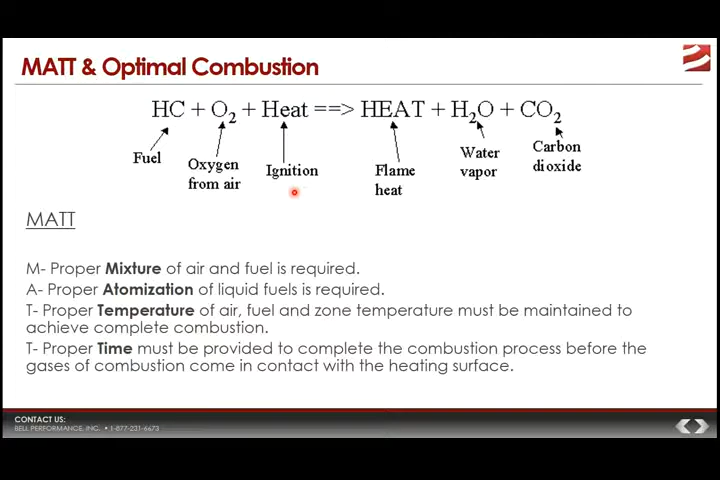 MATT & Optimal Combustion
HC + O2 + Heat ==> HEAT + H2O + CO2
Fuel
Oxygen
from air
Ignition
Flame
heat
Water
vapor
Carbon
dioxide
MATT
M- Proper Mixture of air and fuel is required.
A- Proper Atomization of liquid fuels is required.
T- Proper Temperature of air, fuel and zone temperature must be maintained to
achieve complete combustion.
T- Proper Time must be provided to complete the combustion process before the
gases of combustion come in contact with the heating surface.
CONTACT US:
BELL PERFORMANCE, INC. • 1-877-231-6673